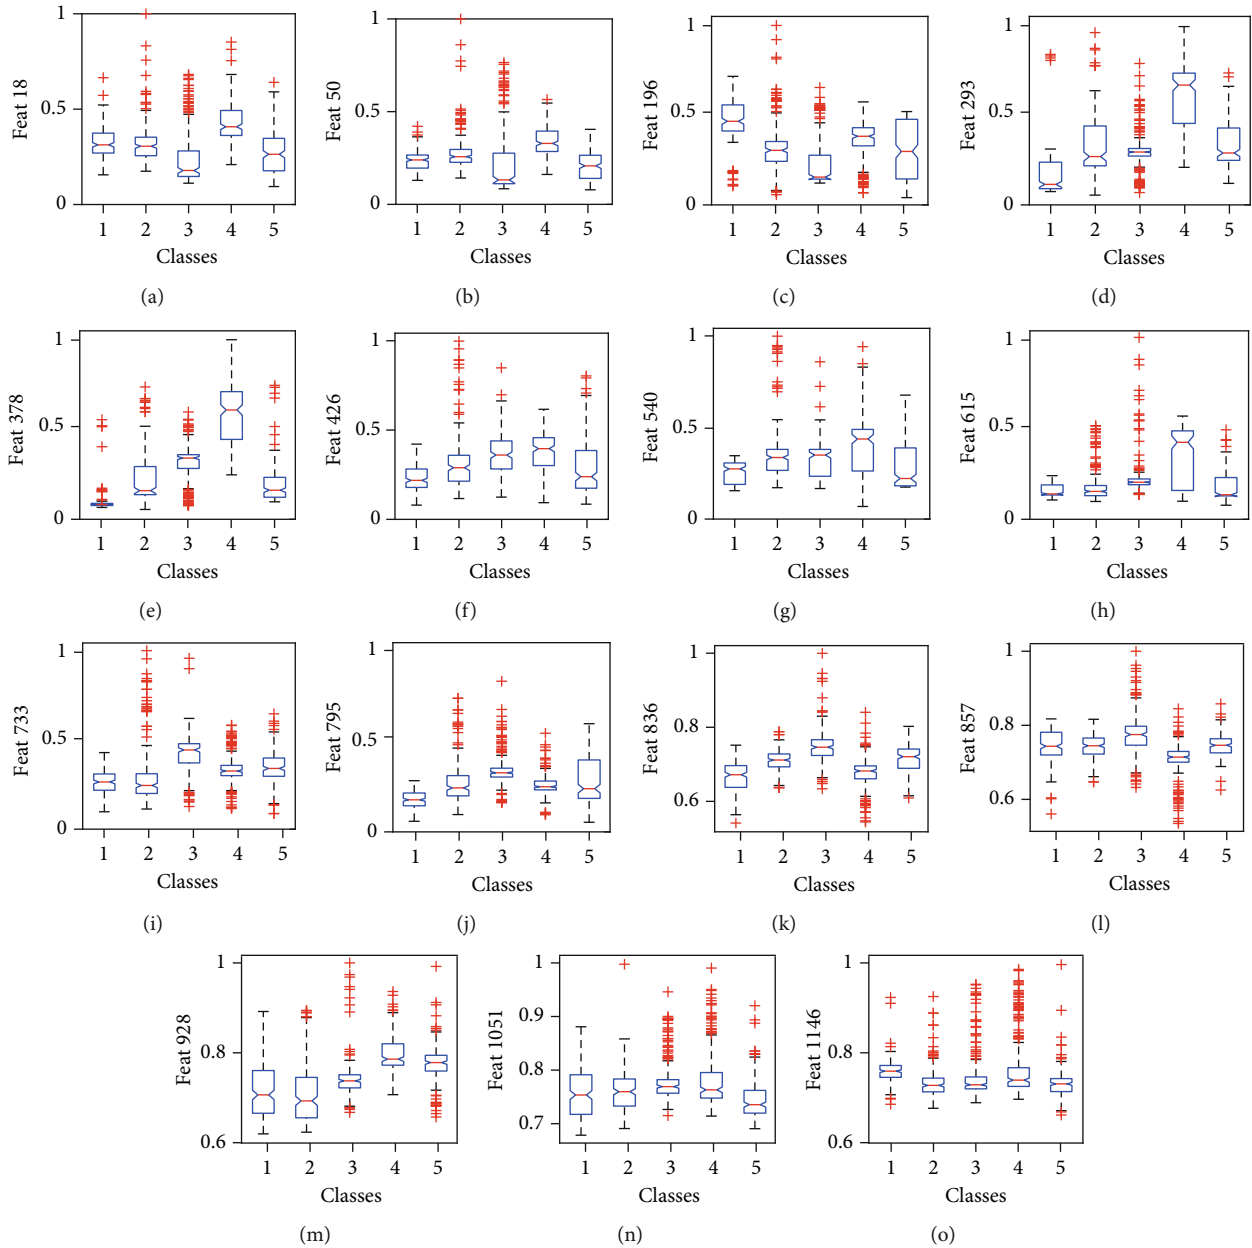 1
0.5
0
Feat 18
1 2 3 4 5
Classes
(a)
1
0.5
0
Feat 50
1 2 3 4 5
Classes
(b)
1
0.5
0
Feat 196
1 2 3 4 5
Classes
(c)
1
0.5
0
Feat 293
1 2 3 4 5
Classes
(d)
1
0.5
0
Feat 378
1 2 3 4 5
Classes
(e)
1
0.5
0
Feat 426
1 2 3 4 5
Classes
(f)
1
0.5
0
Feat 540
1 2 3 4 5
Classes
(g)
1
0.5
0
Feat 615
1 2 3 4 5
Classes
(h)
1
0.5
0
Feat 733
1 2 3 4 5
Classes
(i)
1
0.5
0
Feat 795
1 2 3 4 5
Classes
(j)
1
0.8
0.6
Feat 836
1 2 3 4 5
Classes
(k)
1
0.8
0.6
Feat 857
1 2 3 4 5
Classes
(l)
1
0.8
0.6
Feat 928
1 2 3 4 5
Classes
(m)
1
0.9
0.8
0.7
Feat 1051
1 2 3 4 5
Classes
(n)
1
0.8
0.6
Feat 1146
1 2 3 4 5
Classes
(o)